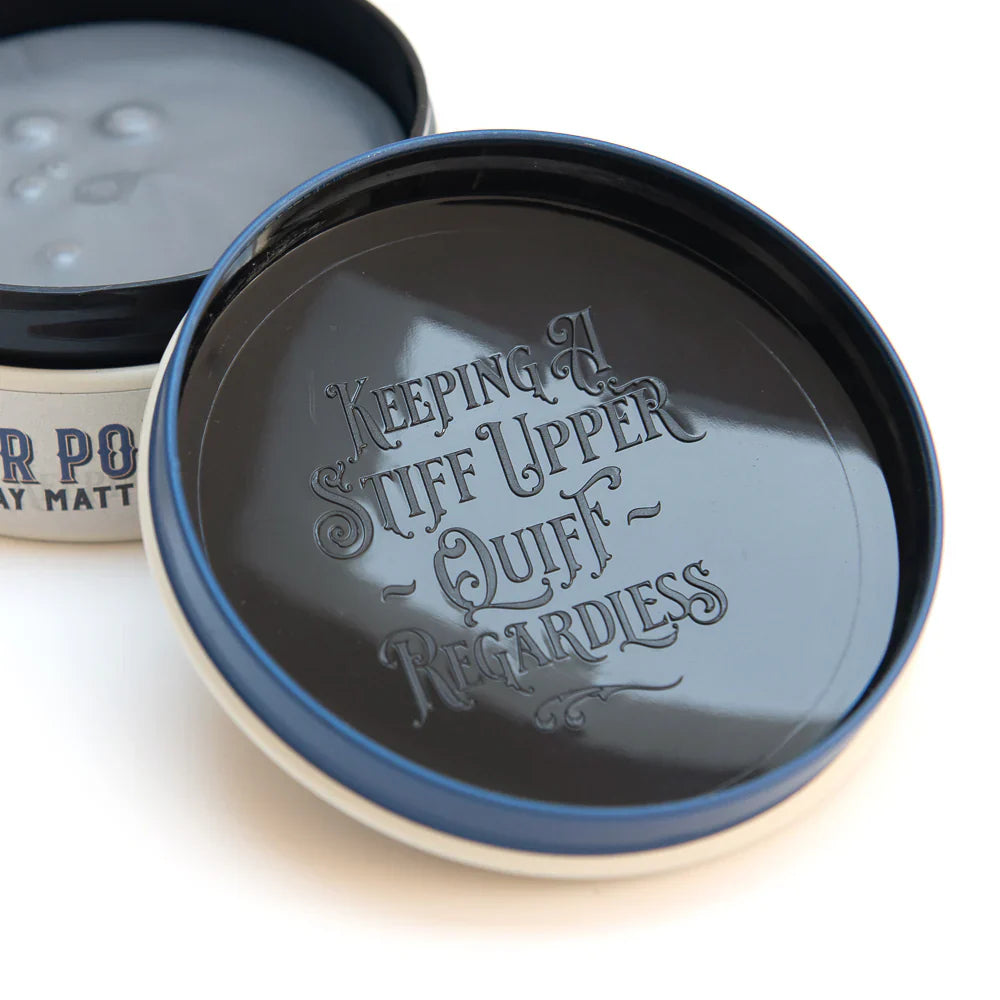 KEEPING A
STIFF UPPER
~ QUIFF ~
REGARDLESS
R PO
AY MATT